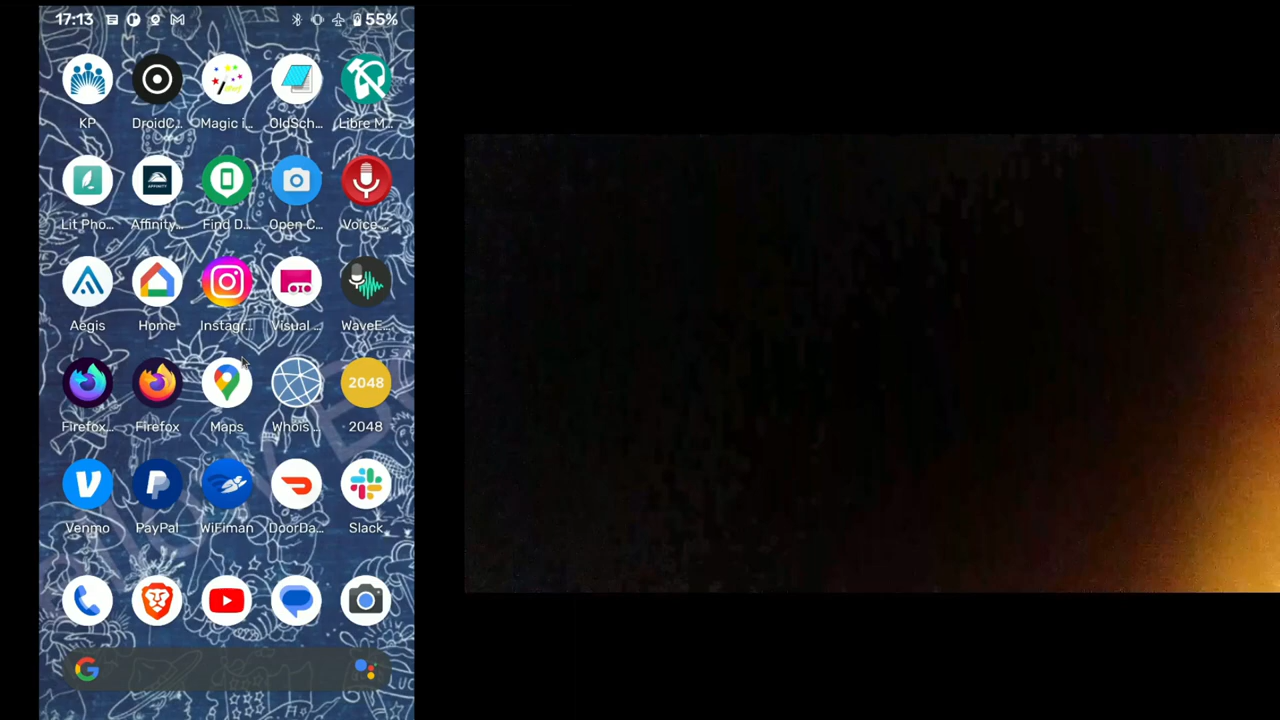 17:13 55%
KP DroidC... Magic i... OldSch... Libre M...
Lit Pho... Affinity... Find D... Open C... Voice ...
Aegis Home Instagr... Visual ... WaveE...
2048
Firefox... Firefox Maps Whois ... 2048
Venmo PayPal WiFiman DoorDa... Slack